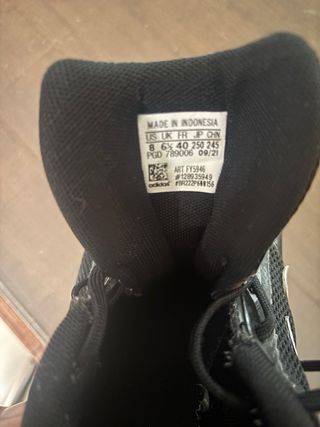 MADE IN INDONESIA
US UK FR JP CHN
8 6½ 40 250 245
PGD 789006 09/21
ART FY5946
#129935949
adidas